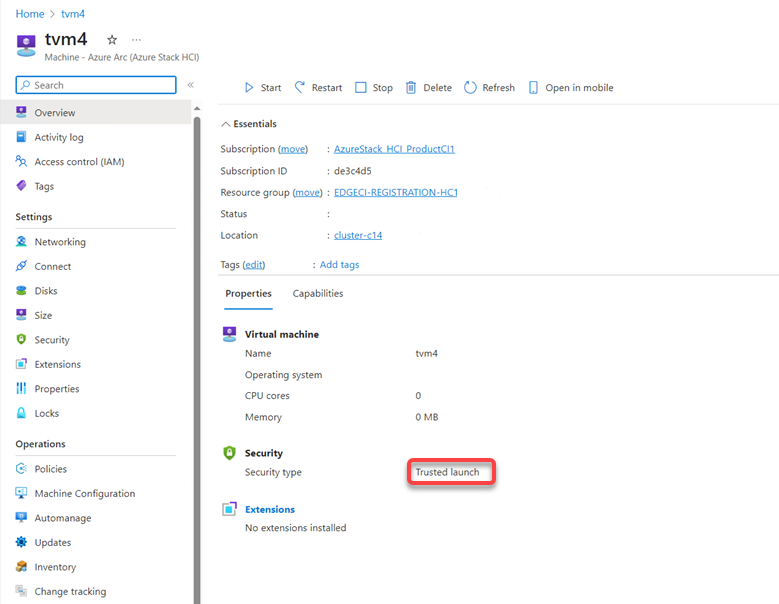 Home > tvm4
tvm4 ☆ ...
Machine - Azure Arc (Azure Stack HCI)
Search «
Overview
Activity log
Access control (IAM)
Tags
Settings
Networking
Connect
Disks
Size
Security
Extensions
Properties
Locks
Operations
Policies
Machine Configuration
Automanage
Updates
Inventory
Change tracking
Start Restart Stop Delete Refresh Open in mobile
Essentials
Subscription (move) : AzureStack_HCI_ProductCI1
Subscription ID : de3c4d5
Resource group (move) : EDGECI-REGISTRATION-HC1
Status :
Location : cluster-c14
Tags (edit) : Add tags
Properties Capabilities
Virtual machine
Name tvm4
Operating system
CPU cores 0
Memory 0 MB
Security
Security type Trusted launch
Extensions
No extensions installed